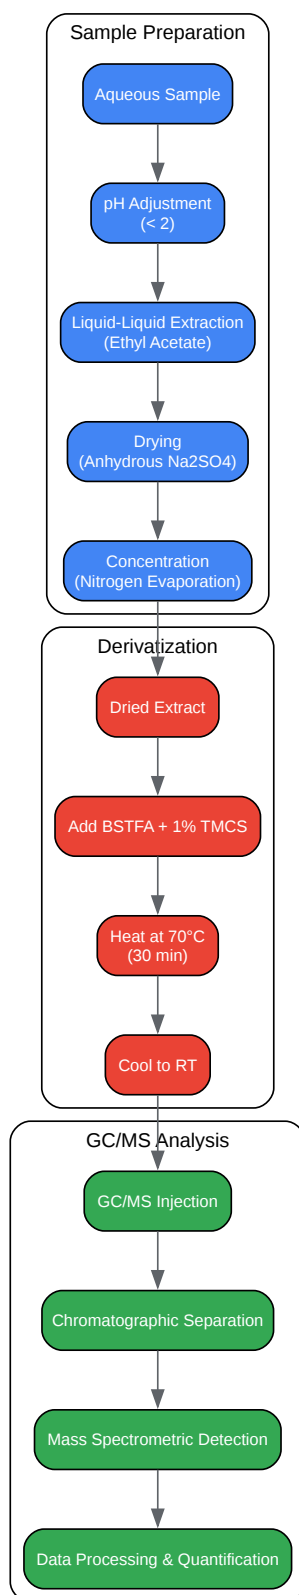 Sample Preparation
Aqueous Sample
pH Adjustment
(< 2)
Liquid-Liquid Extraction
(Ethyl Acetate)
Drying
(Anhydrous Na2SO4)
Concentration
(Nitrogen Evaporation)
Derivatization
Dried Extract
Add BSTFA + 1% TMCS
Heat at 70°C
(30 min)
Cool to RT
GC/MS Analysis
GC/MS Injection
Chromatographic Separation
Mass Spectrometric Detection
Data Processing & Quantification